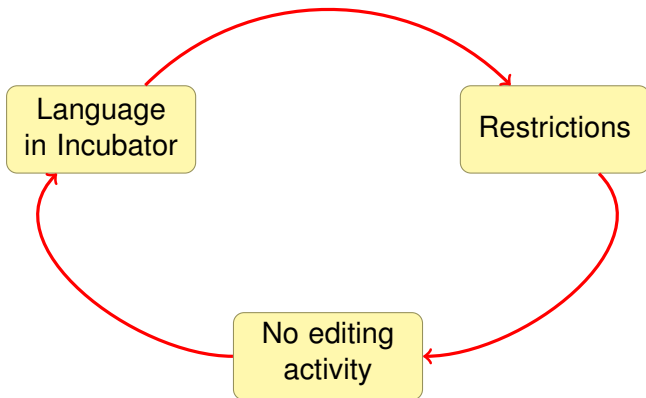 Language
in Incubator
Restrictions
No editing
activity